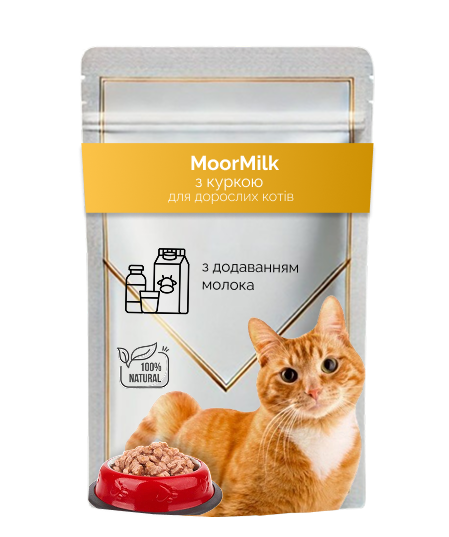 MoorMilk
з куркою
для дорослих котів
з додаванням
молока
100%
NATURAL